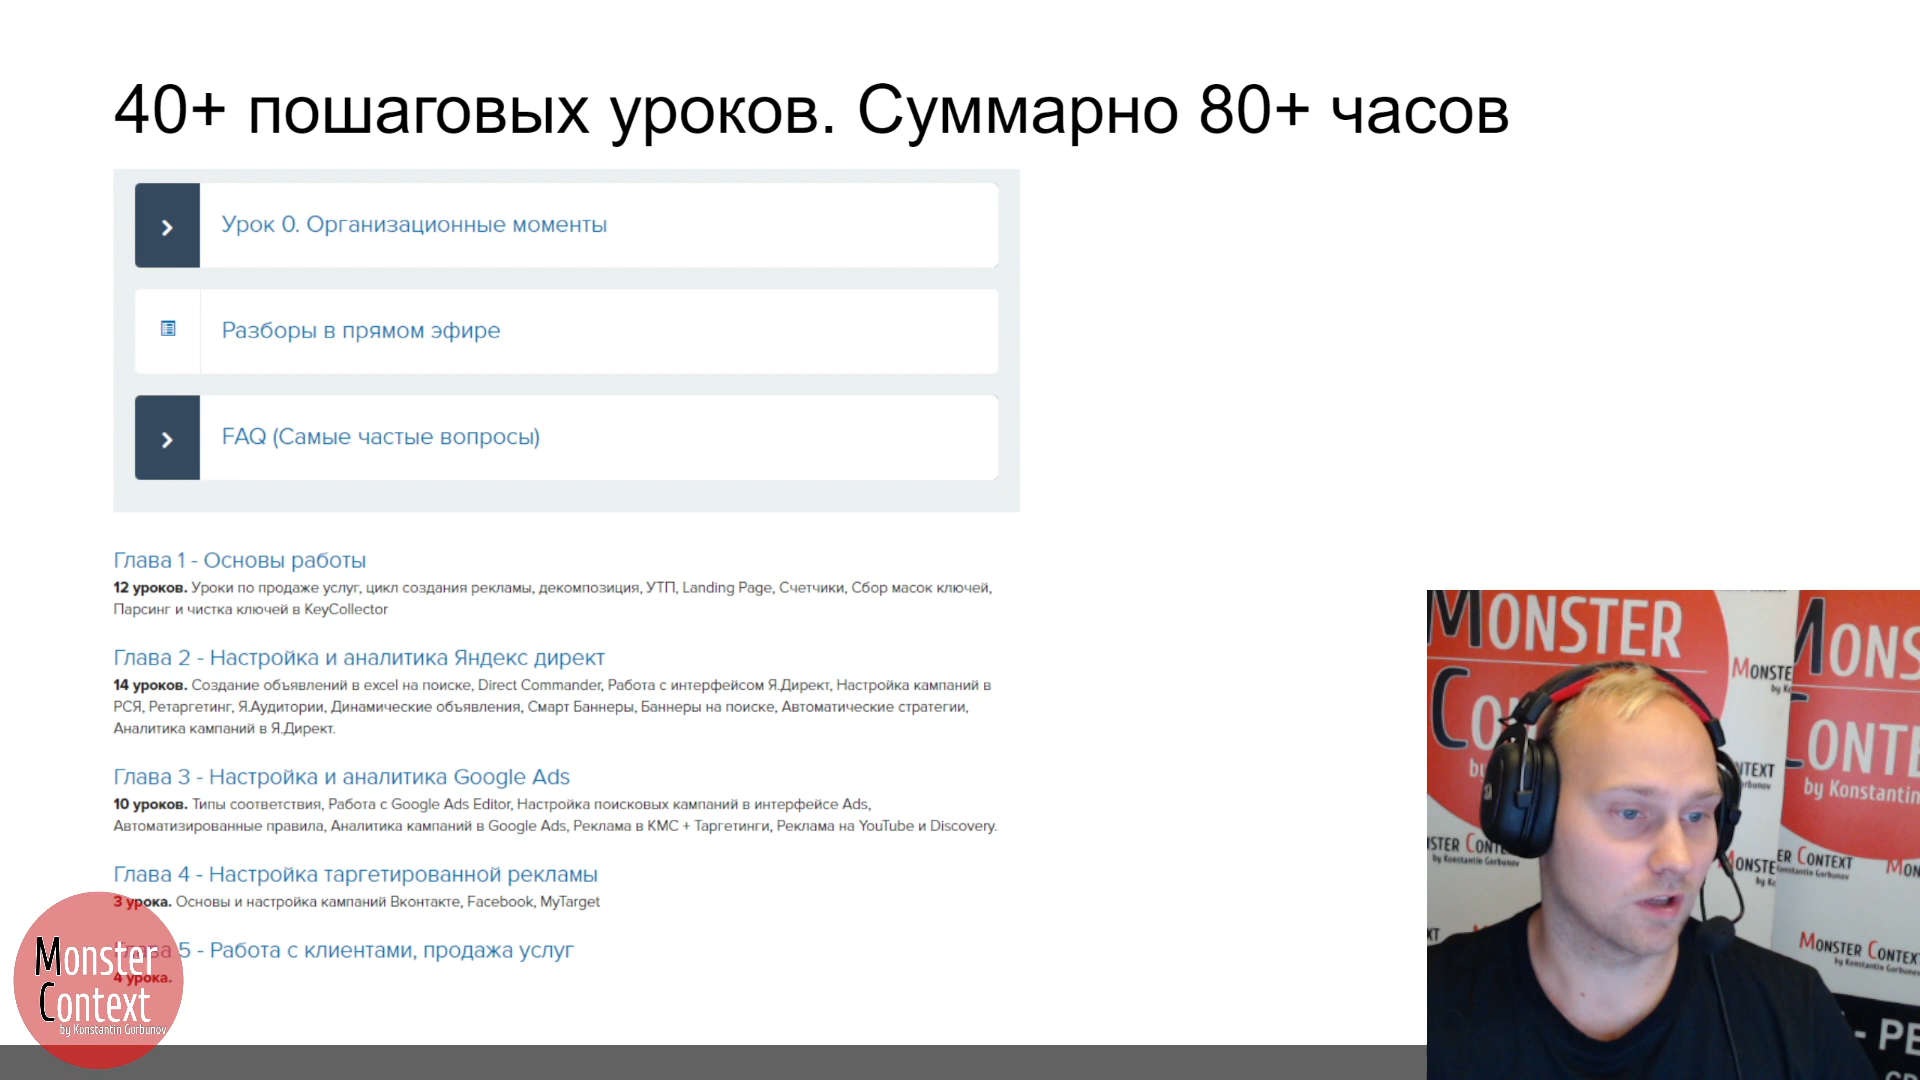 40+ пошаговых уроков. Суммарно 80+ часов
Урок 0. Организационные моменты
Разборы в прямом эфире
FAQ (Самые частые вопросы)
Глава 1 - Основы работы
12 уроков. Уроки по продаже услуг, цикл создания рекламы, декомпозиция, УТП, Landing Page, Счетчики, Сбор масок ключей,
Парсинг и чистка ключей в KeyCollector
Глава 2 - Настройка и аналитика Яндекс директ
14 уроков. Создание объявлений в excel на поиске, Direct Commander, Работа с интерфейсом Я.Директ, Настройка кампаний в
РСЯ, Ретаргетинг, Я.Аудитории, Динамические объявления, Смарт Баннеры, Баннеры на поиске, Автоматические стратегии,
Аналитика кампаний в Я.Директ.
Глава 3 - Настройка и аналитика Google Ads
10 уроков. Типы соответствия, Работа с Google Ads Editor, Настройка поисковых кампаний в интерфейсе Ads,
Автоматизированные правила, Аналитика кампаний в Google Ads, Реклама в КМС + Таргетинги, Реклама на YouTube и Discovery.
Глава 4 - Настройка таргетированной рекламы
3 урока. Основы и настройка кампаний Вконтакте, Facebook, MyTarget
Глава 5 - Работа с клиентами, продажа услуг
4 урока.
Monster
Context
by Konstantin Gorbunov
MONSTER
by Konstantin
MONSTER CONTEXT
by Konstantin Gorbunov